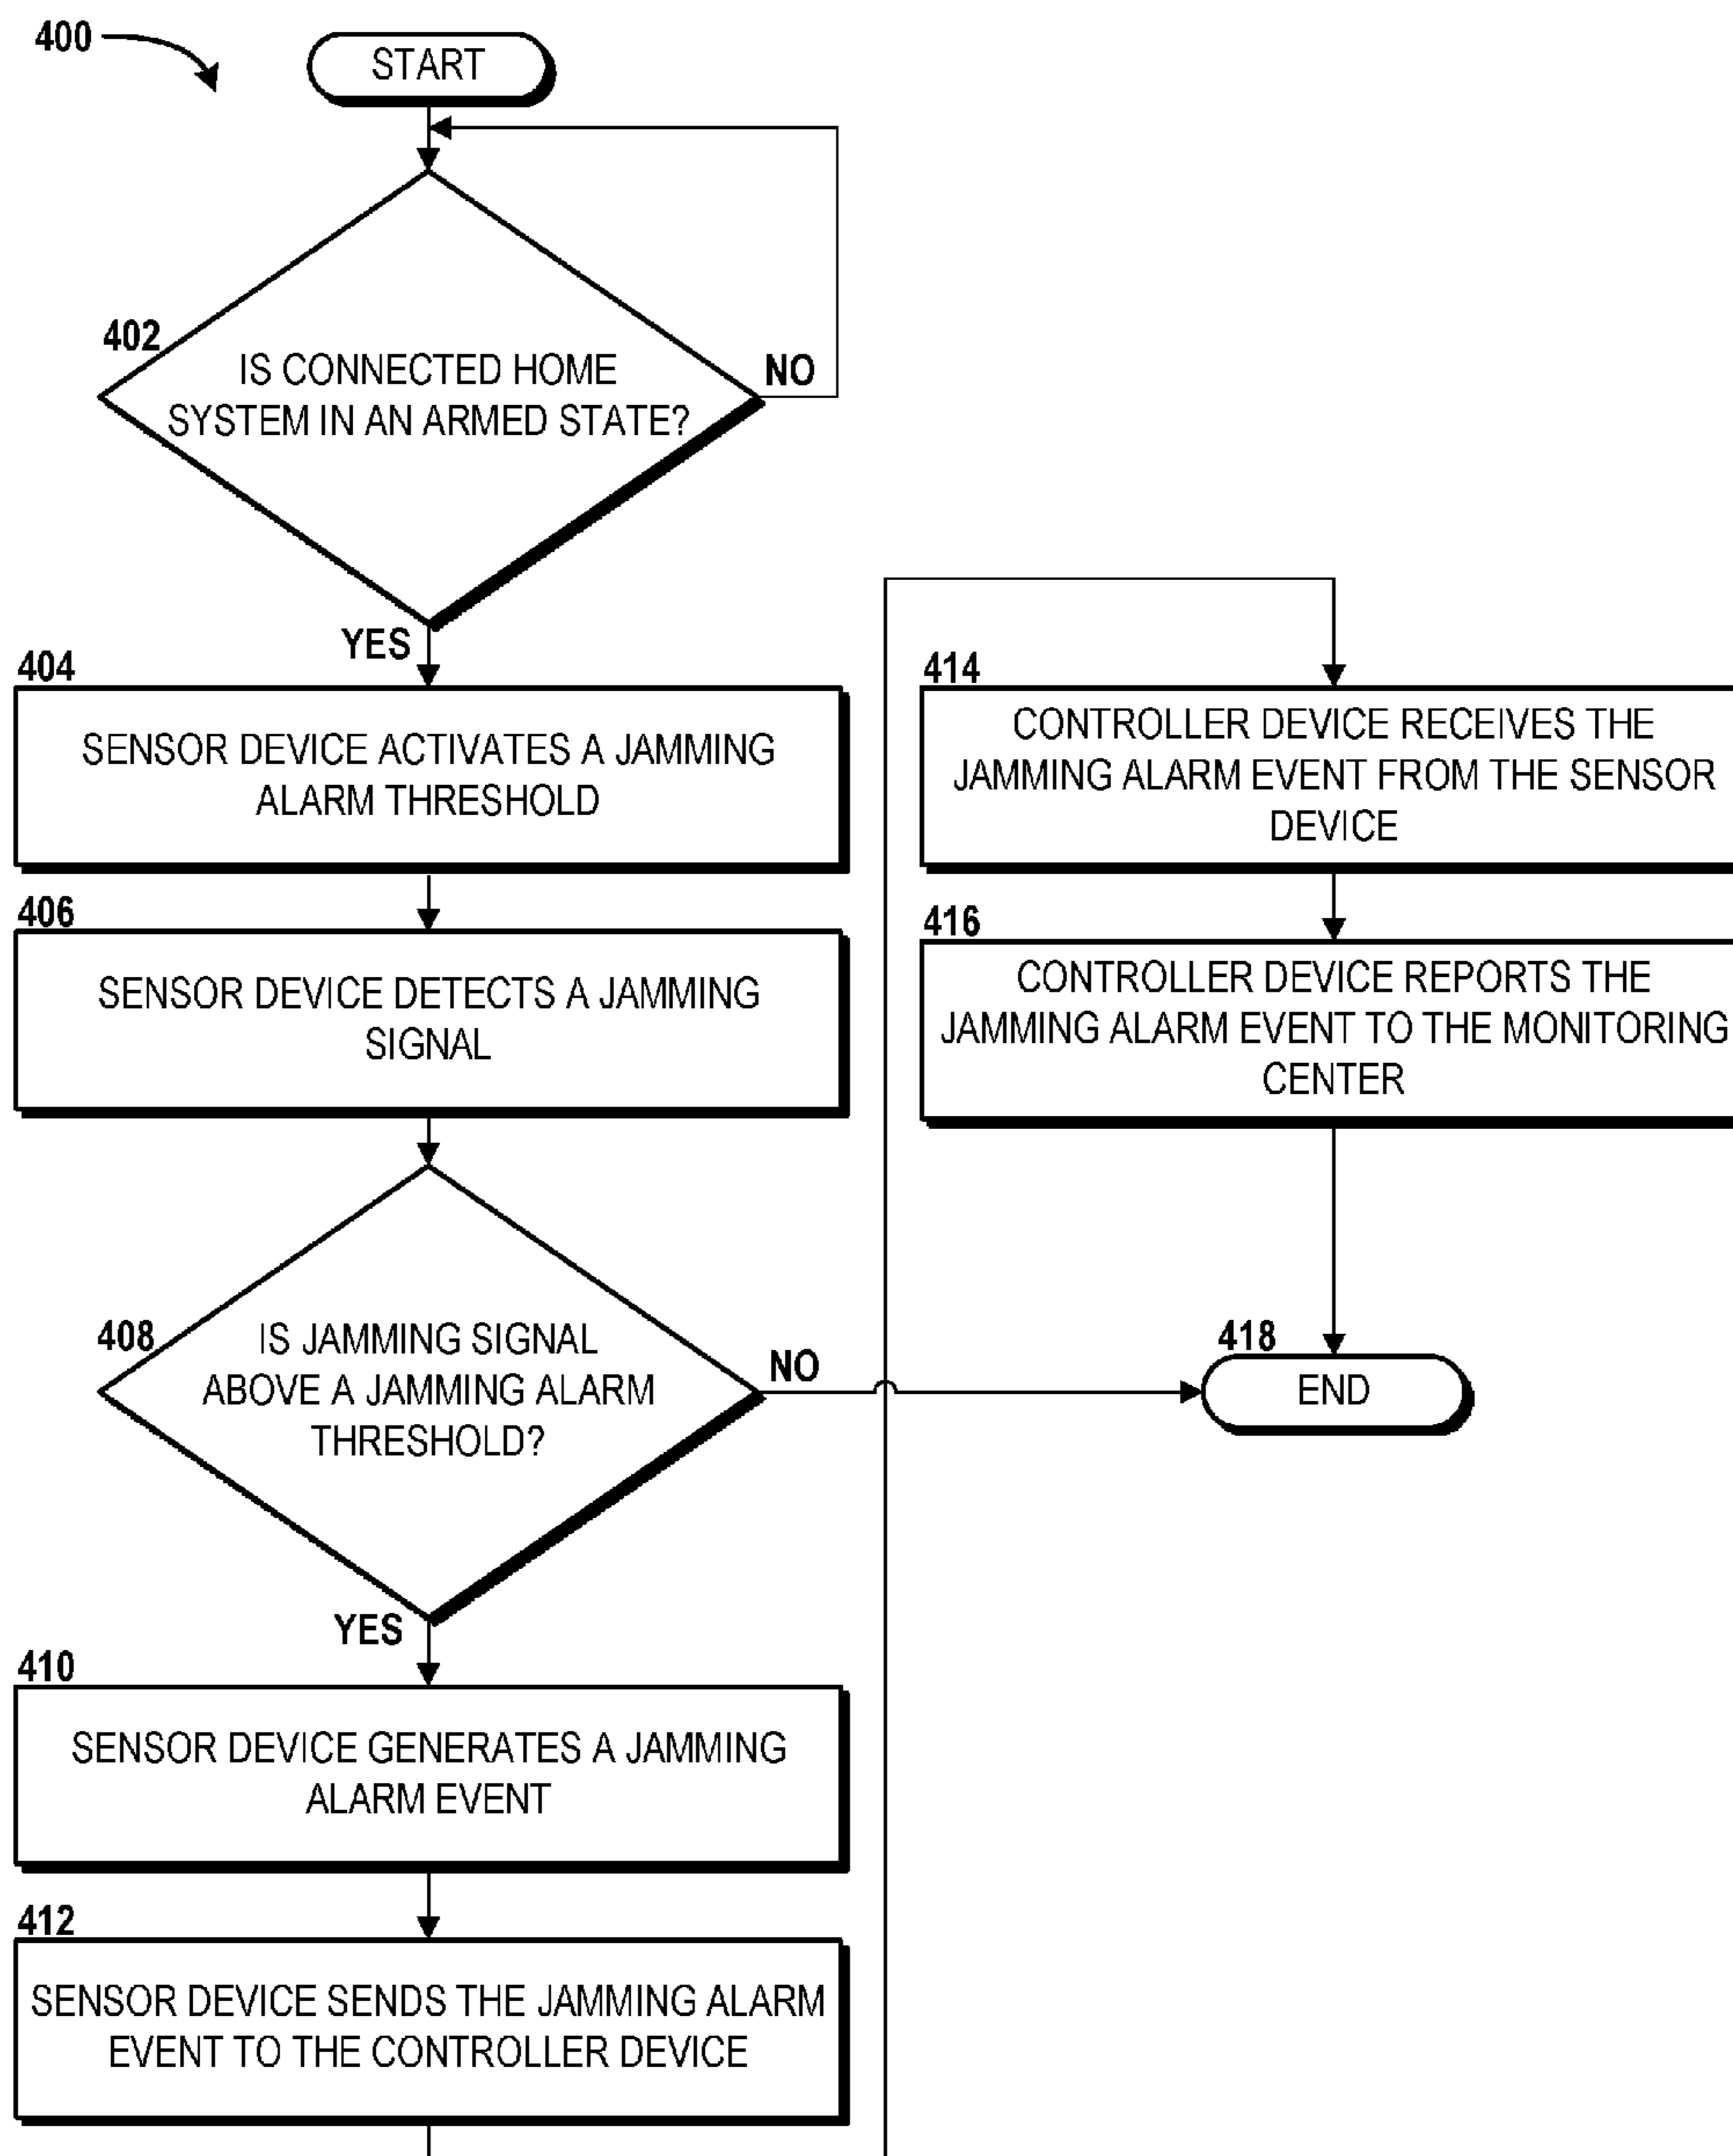 400
START
402
IS CONNECTED HOME
SYSTEM IN AN ARMED STATE?
NO
YES
404
SENSOR DEVICE ACTIVATES A JAMMING
ALARM THRESHOLD
406
SENSOR DEVICE DETECTS A JAMMING
SIGNAL
408
IS JAMMING SIGNAL
ABOVE A JAMMING ALARM
THRESHOLD?
NO
YES
410
SENSOR DEVICE GENERATES A JAMMING
ALARM EVENT
412
SENSOR DEVICE SENDS THE JAMMING ALARM
EVENT TO THE CONTROLLER DEVICE
414
CONTROLLER DEVICE RECEIVES THE
JAMMING ALARM EVENT FROM THE SENSOR
DEVICE
416
CONTROLLER DEVICE REPORTS THE
JAMMING ALARM EVENT TO THE MONITORING
CENTER
418
END